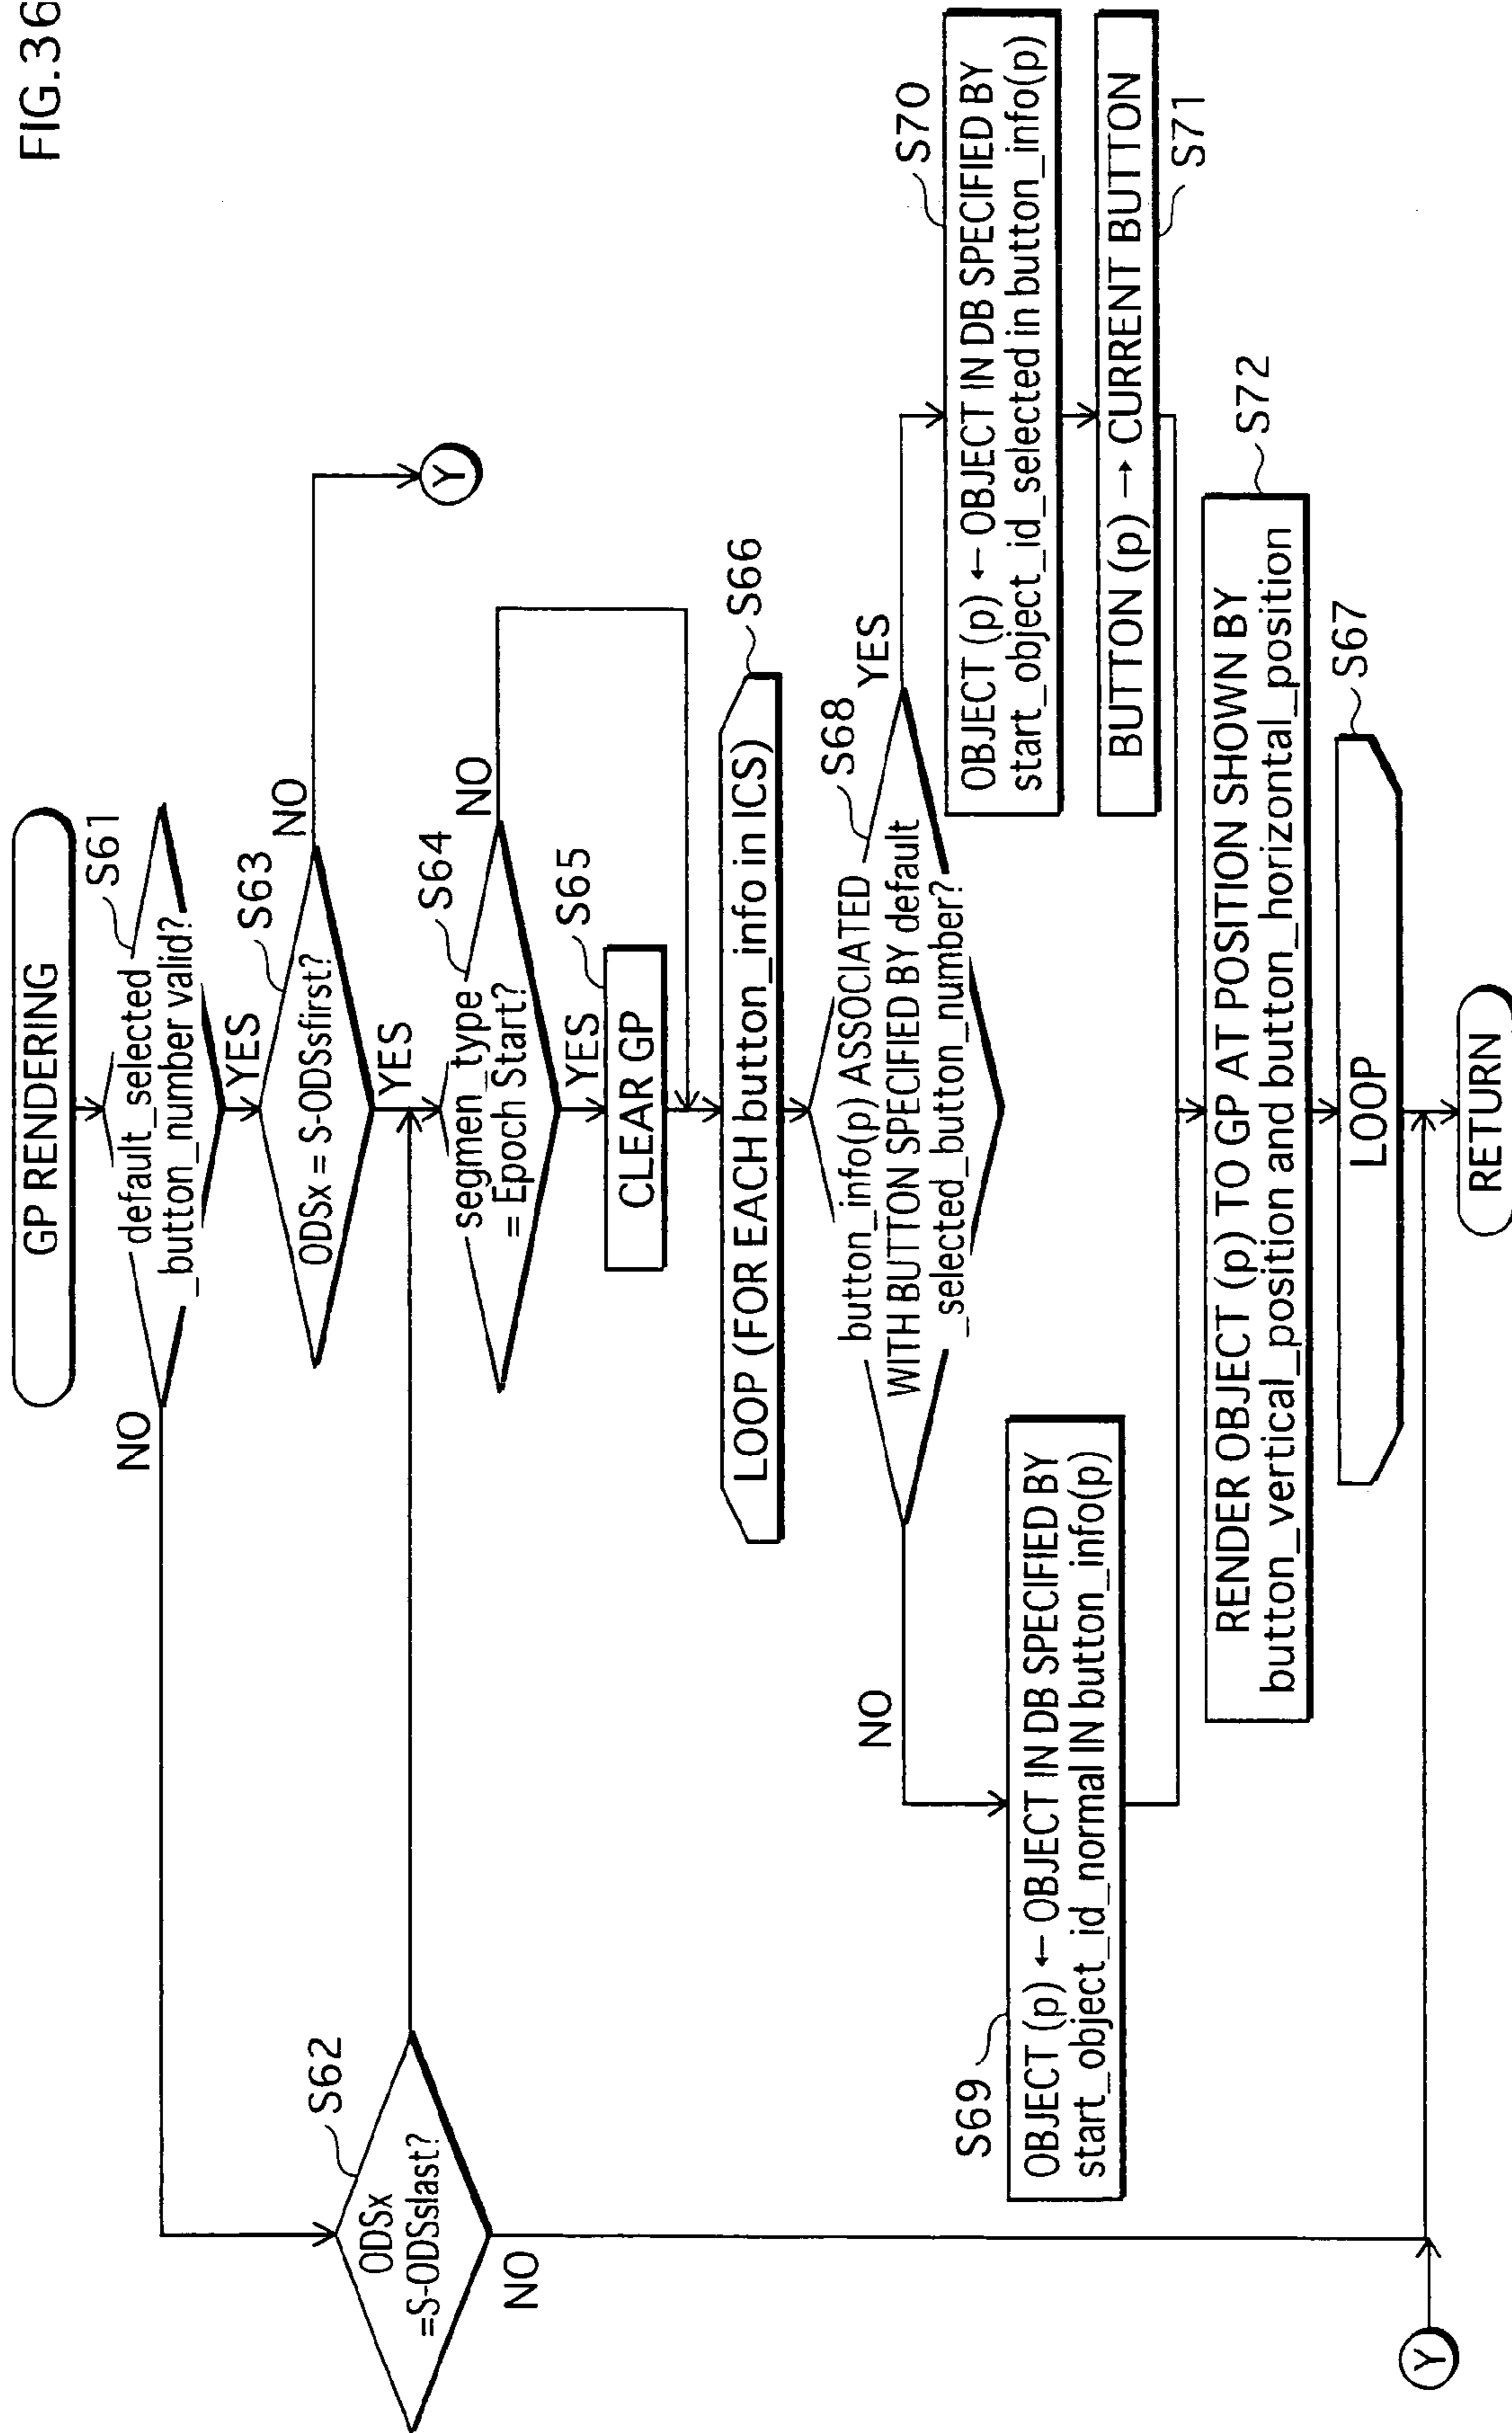 FIG.36
GP RENDERING
S61
default_selected
_button_number valid?
NO
YES
S62
ODSx
=S-ODSslast?
NO
S63
ODSx = S-ODSsfirst?
NO
YES
Y
S64
segmen_type
= Epoch Start?
NO
YES
S65
CLEAR GP
S66
LOOP (FOR EACH button_info in ICS)
S68
button_info(p) ASSOCIATED
WITH BUTTON SPECIFIED BY default
_selected_button_number?
NO
YES
S69
OBJECT (p) ← OBJECT IN DB SPECIFIED BY
start_object_id_normal IN button_info(p)
S70
OBJECT (p) ← OBJECT IN DB SPECIFIED BY
start_object_id_selected in button_info(p)
BUTTON (p) → CURRENT BUTTON
S71
S72
RENDER OBJECT (p) TO GP AT POSITION SHOWN BY
button_vertical_position and button_horizontal_position
S67
LOOP
Y
RETURN